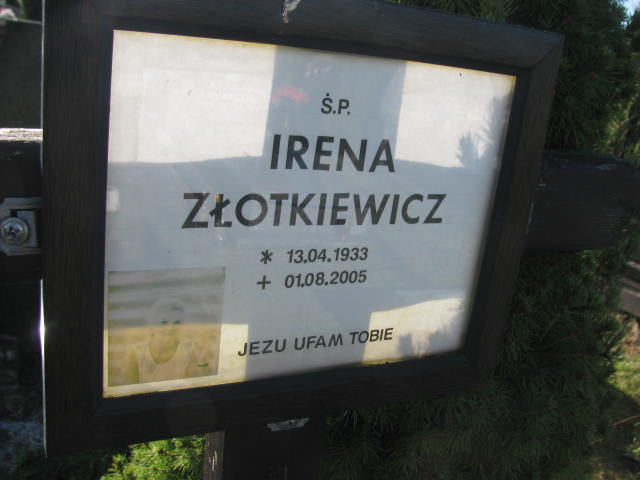 Ś.P.
IRENA
ZŁOTKIEWICZ
* 13.04.1933
+ 01.08.2005
JEZU UFAM TOBIE